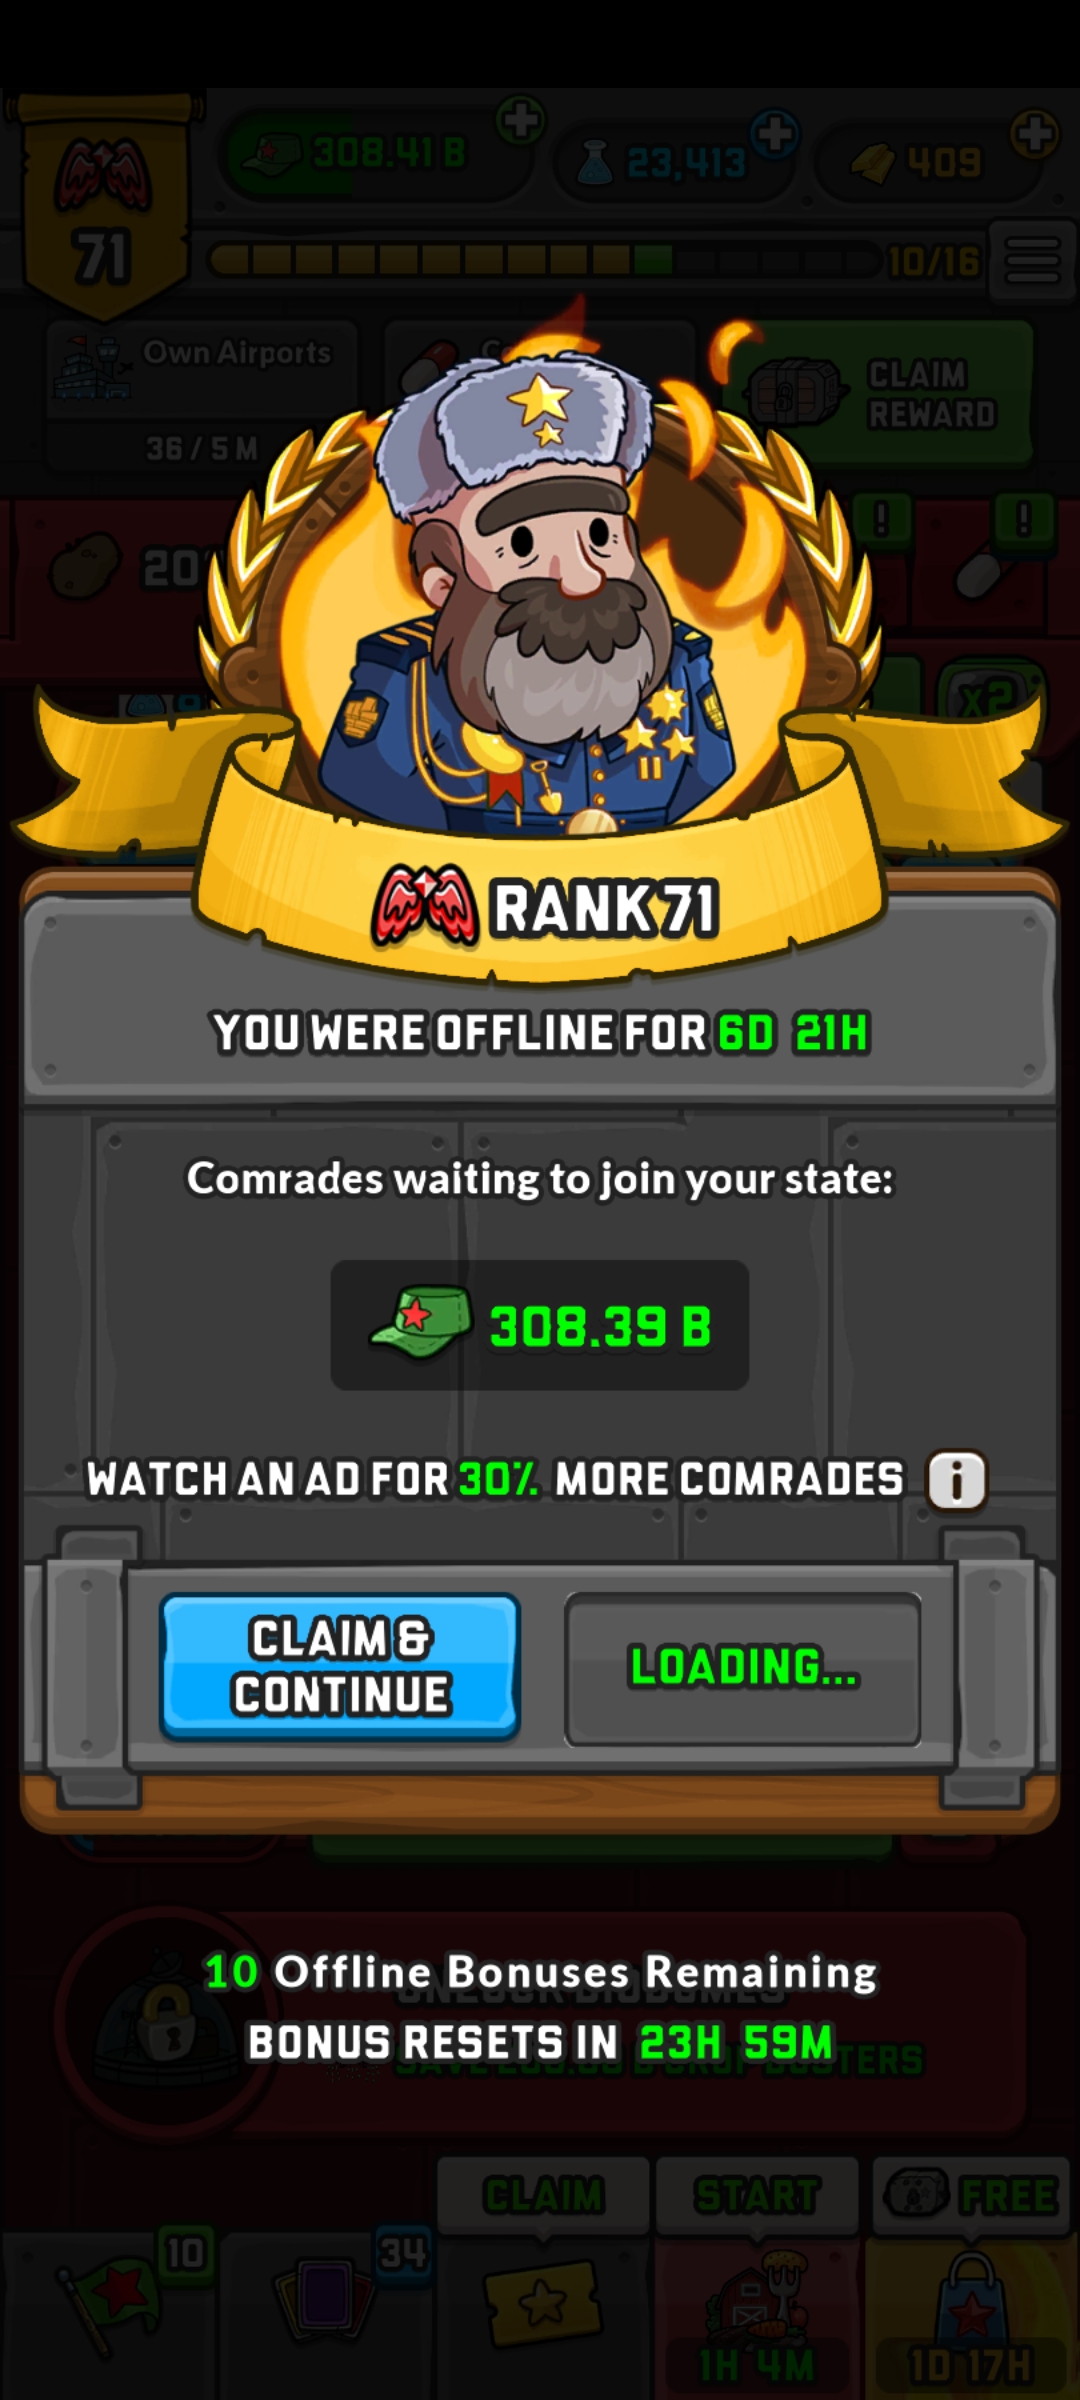 308.41 B
23,413
409
71
10/16
Own Airports
CLAIM
REWARD
36 / 5 M
!
!
20
x2
RANK 71
YOU WERE OFFLINE FOR 6D 21H
Comrades waiting to join your state:
308.39 B
WATCH AN AD FOR 30% MORE COMRADES
i
CLAIM &
CONTINUE
LOADING...
10 Offline Bonuses Remaining
BONUS RESETS IN 23H 59M
CLAIM
START
FREE
10
34
1H 4M
1D 17H